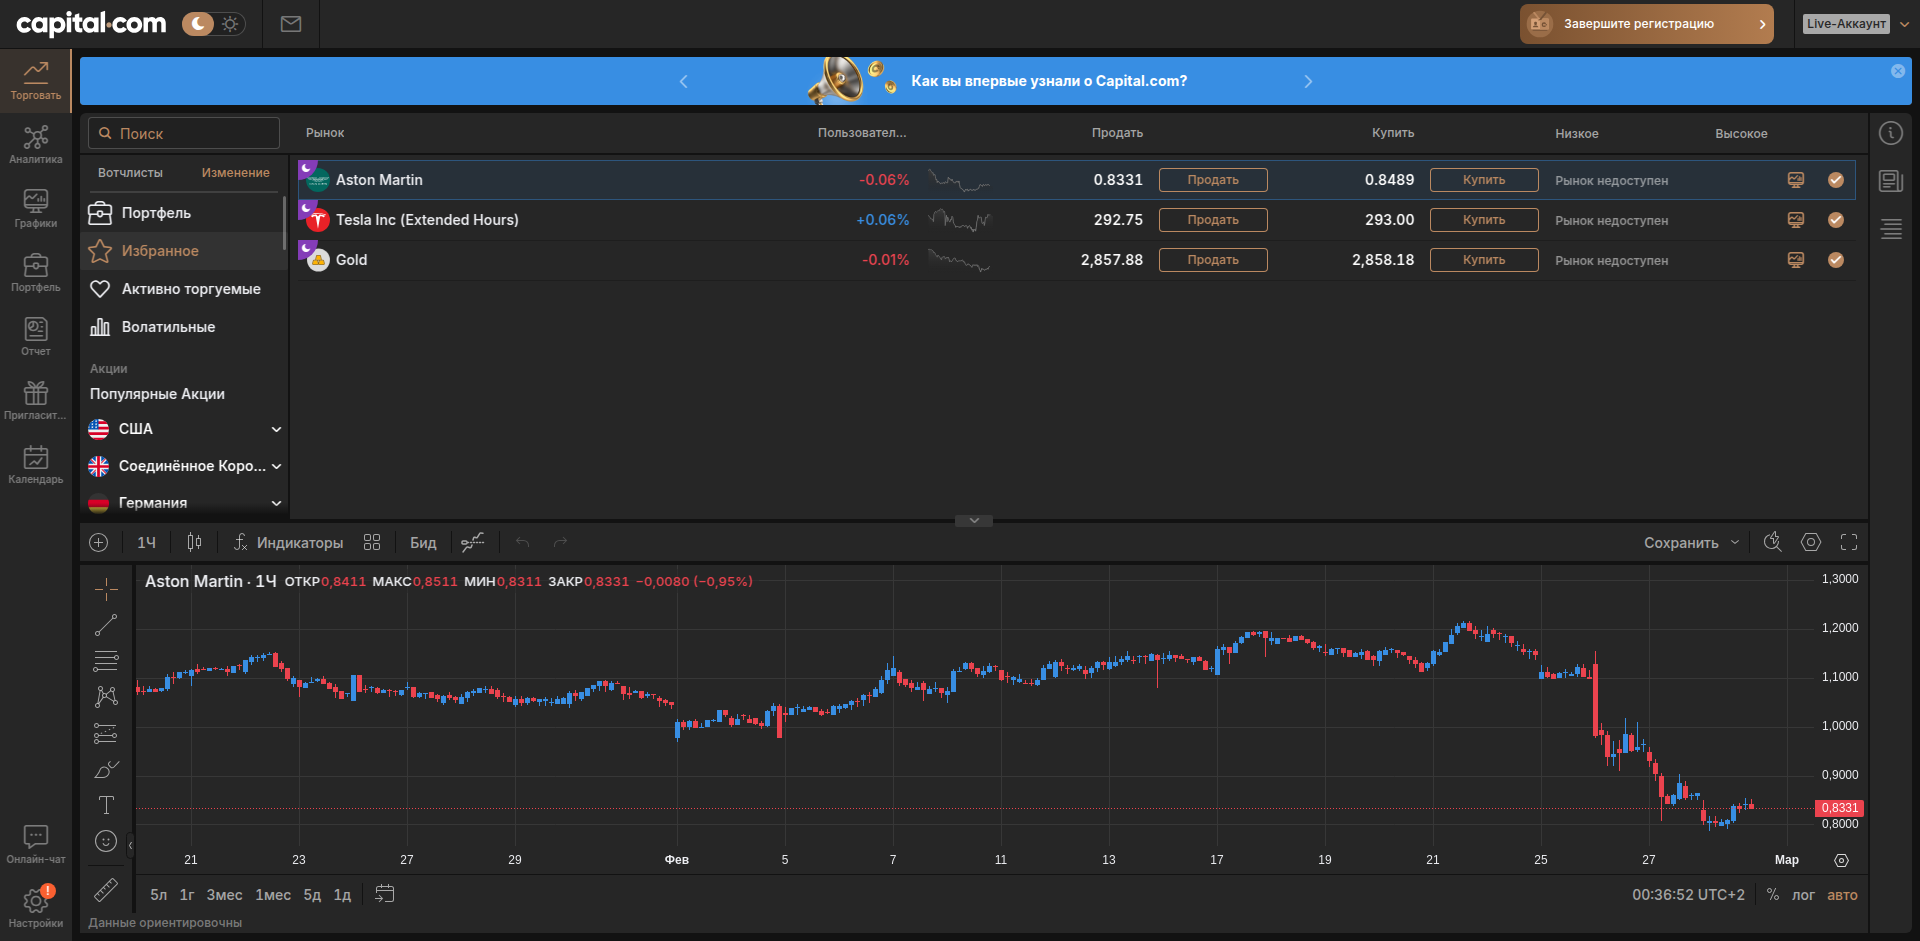 capital.com
Завершите регистрацию
Live-Аккаунт
Торговать
Как вы впервые узнали о Capital.com?
Аналитика
Графики
Портфель
Отчет
Пригласит...
Календарь
Онлайн-чат
Настройки
Поиск
Рынок Пользовател... Продать Купить Низкое Высокое
Вотчлисты Изменение
Портфель
Избранное
Активно торгуемые
Волатильные
Акции
Популярные Акции
США
Соединённое Коро...
Германия
Aston Martin -0.06% 0.8331 Продать 0.8489 Купить Рынок недоступен
Tesla Inc (Extended Hours) +0.06% 292.75 Продать 293.00 Купить Рынок недоступен
Gold -0.01% 2,857.88 Продать 2,858.18 Купить Рынок недоступен
1Ч Индикаторы Бид Сохранить
Aston Martin · 1Ч ОТКР0,8411 МАКС0,8511 МИН0,8311 ЗАКР0,8331 −0,0080 (−0,95%)
1,3000
1,2000
1,1000
1,0000
0,9000
0,8331
0,8000
21 23 27 29 Фев 5 7 11 13 17 19 21 25 27 Мар
5л 1г 3мес 1мес 5д 1д 00:36:52 UTC+2 % лог авто
Данные ориентировочны